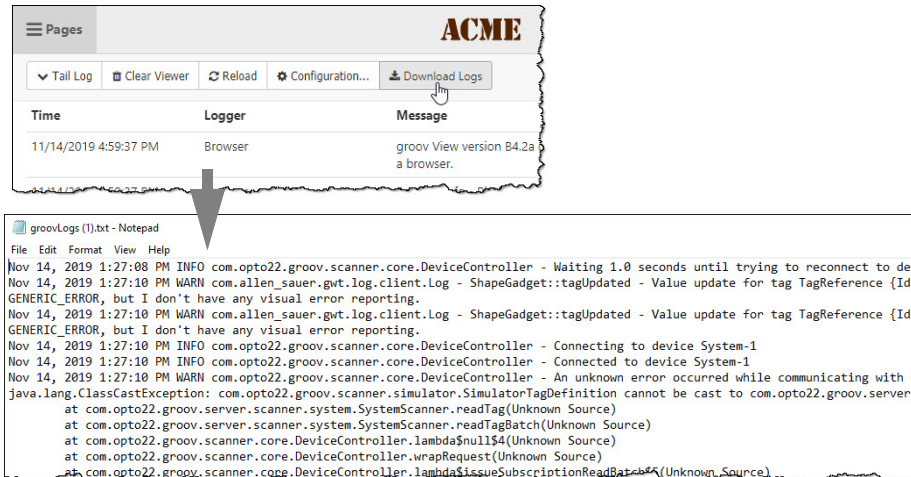 Pages
ACME
Tail Log Clear Viewer Reload Configuration... Download Logs
Time Logger Message
11/14/2019 4:59:37 PM Browser groov View version B4.2a
a browser.
groovLogs (1).txt - Notepad
File Edit Format View Help
Nov 14, 2019 1:27:08 PM INFO com.opto22.groov.scanner.core.DeviceController - Waiting 1.0 seconds until trying to reconnect to de
Nov 14, 2019 1:27:10 PM WARN com.allen_sauer.gwt.log.client.Log - ShapeGadget::tagUpdated - Value update for tag TagReference {Id
GENERIC_ERROR, but I don't have any visual error reporting.
Nov 14, 2019 1:27:10 PM WARN com.allen_sauer.gwt.log.client.Log - ShapeGadget::tagUpdated - Value update for tag TagReference {Id
GENERIC_ERROR, but I don't have any visual error reporting.
Nov 14, 2019 1:27:10 PM INFO com.opto22.groov.scanner.core.DeviceController - Connecting to device System-1
Nov 14, 2019 1:27:10 PM INFO com.opto22.groov.scanner.core.DeviceController - Connected to device System-1
Nov 14, 2019 1:27:10 PM WARN com.opto22.groov.scanner.core.DeviceController - An unknown error occurred while communicating with
java.lang.ClassCastException: com.opto22.groov.scanner.simulator.SimulatorTagDefinition cannot be cast to com.opto22.groov.server
at com.opto22.groov.server.scanner.system.SystemScanner.readTag(Unknown Source)
at com.opto22.groov.server.scanner.system.SystemScanner.readTagBatch(Unknown Source)
at com.opto22.groov.scanner.core.DeviceController.lambda$null$4(Unknown Source)
at com.opto22.groov.scanner.core.DeviceController.wrapRequest(Unknown Source)
at com.opto22.groov.scanner.core.DeviceController.lambda$issueSubscriptionReadBatch$5(Unknown Source)